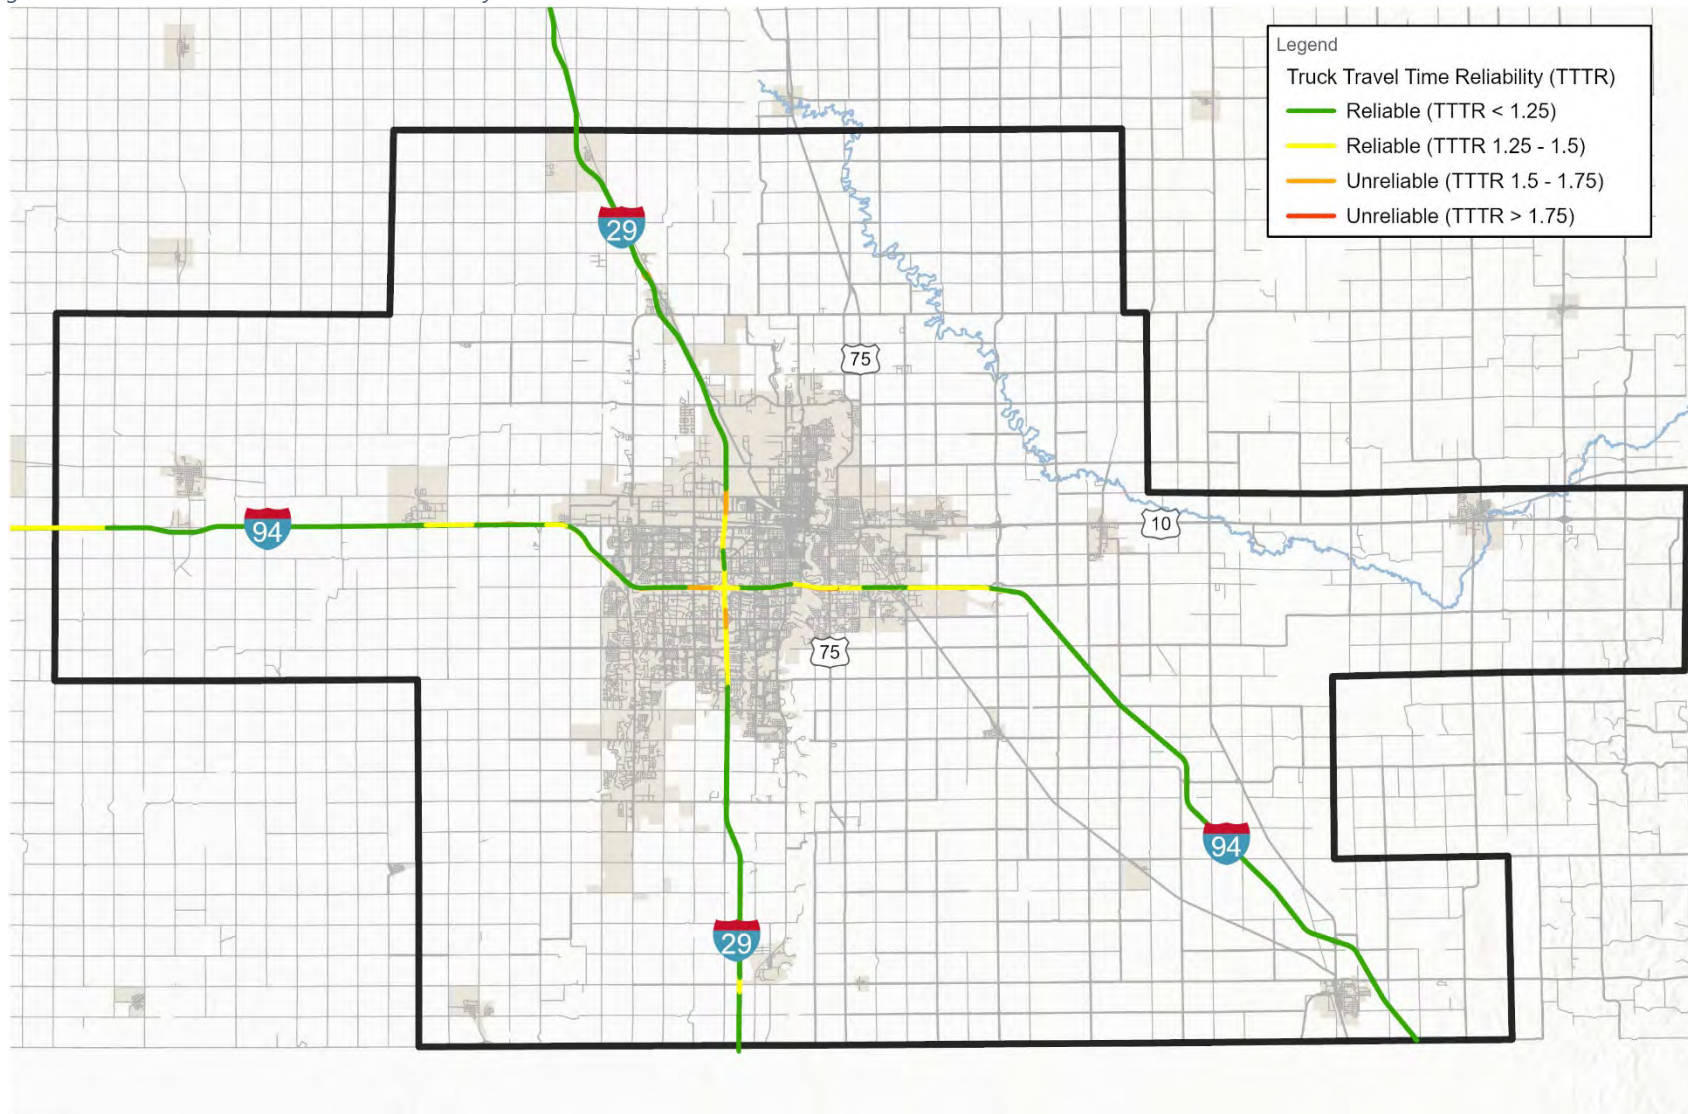 Legend
Truck Travel Time Reliability (TTTR)
Reliable (TTTR < 1.25)
Reliable (TTTR 1.25 - 1.5)
Unreliable (TTTR 1.5 - 1.75)
Unreliable (TTTR > 1.75)
29
75
94
10
75
94
29